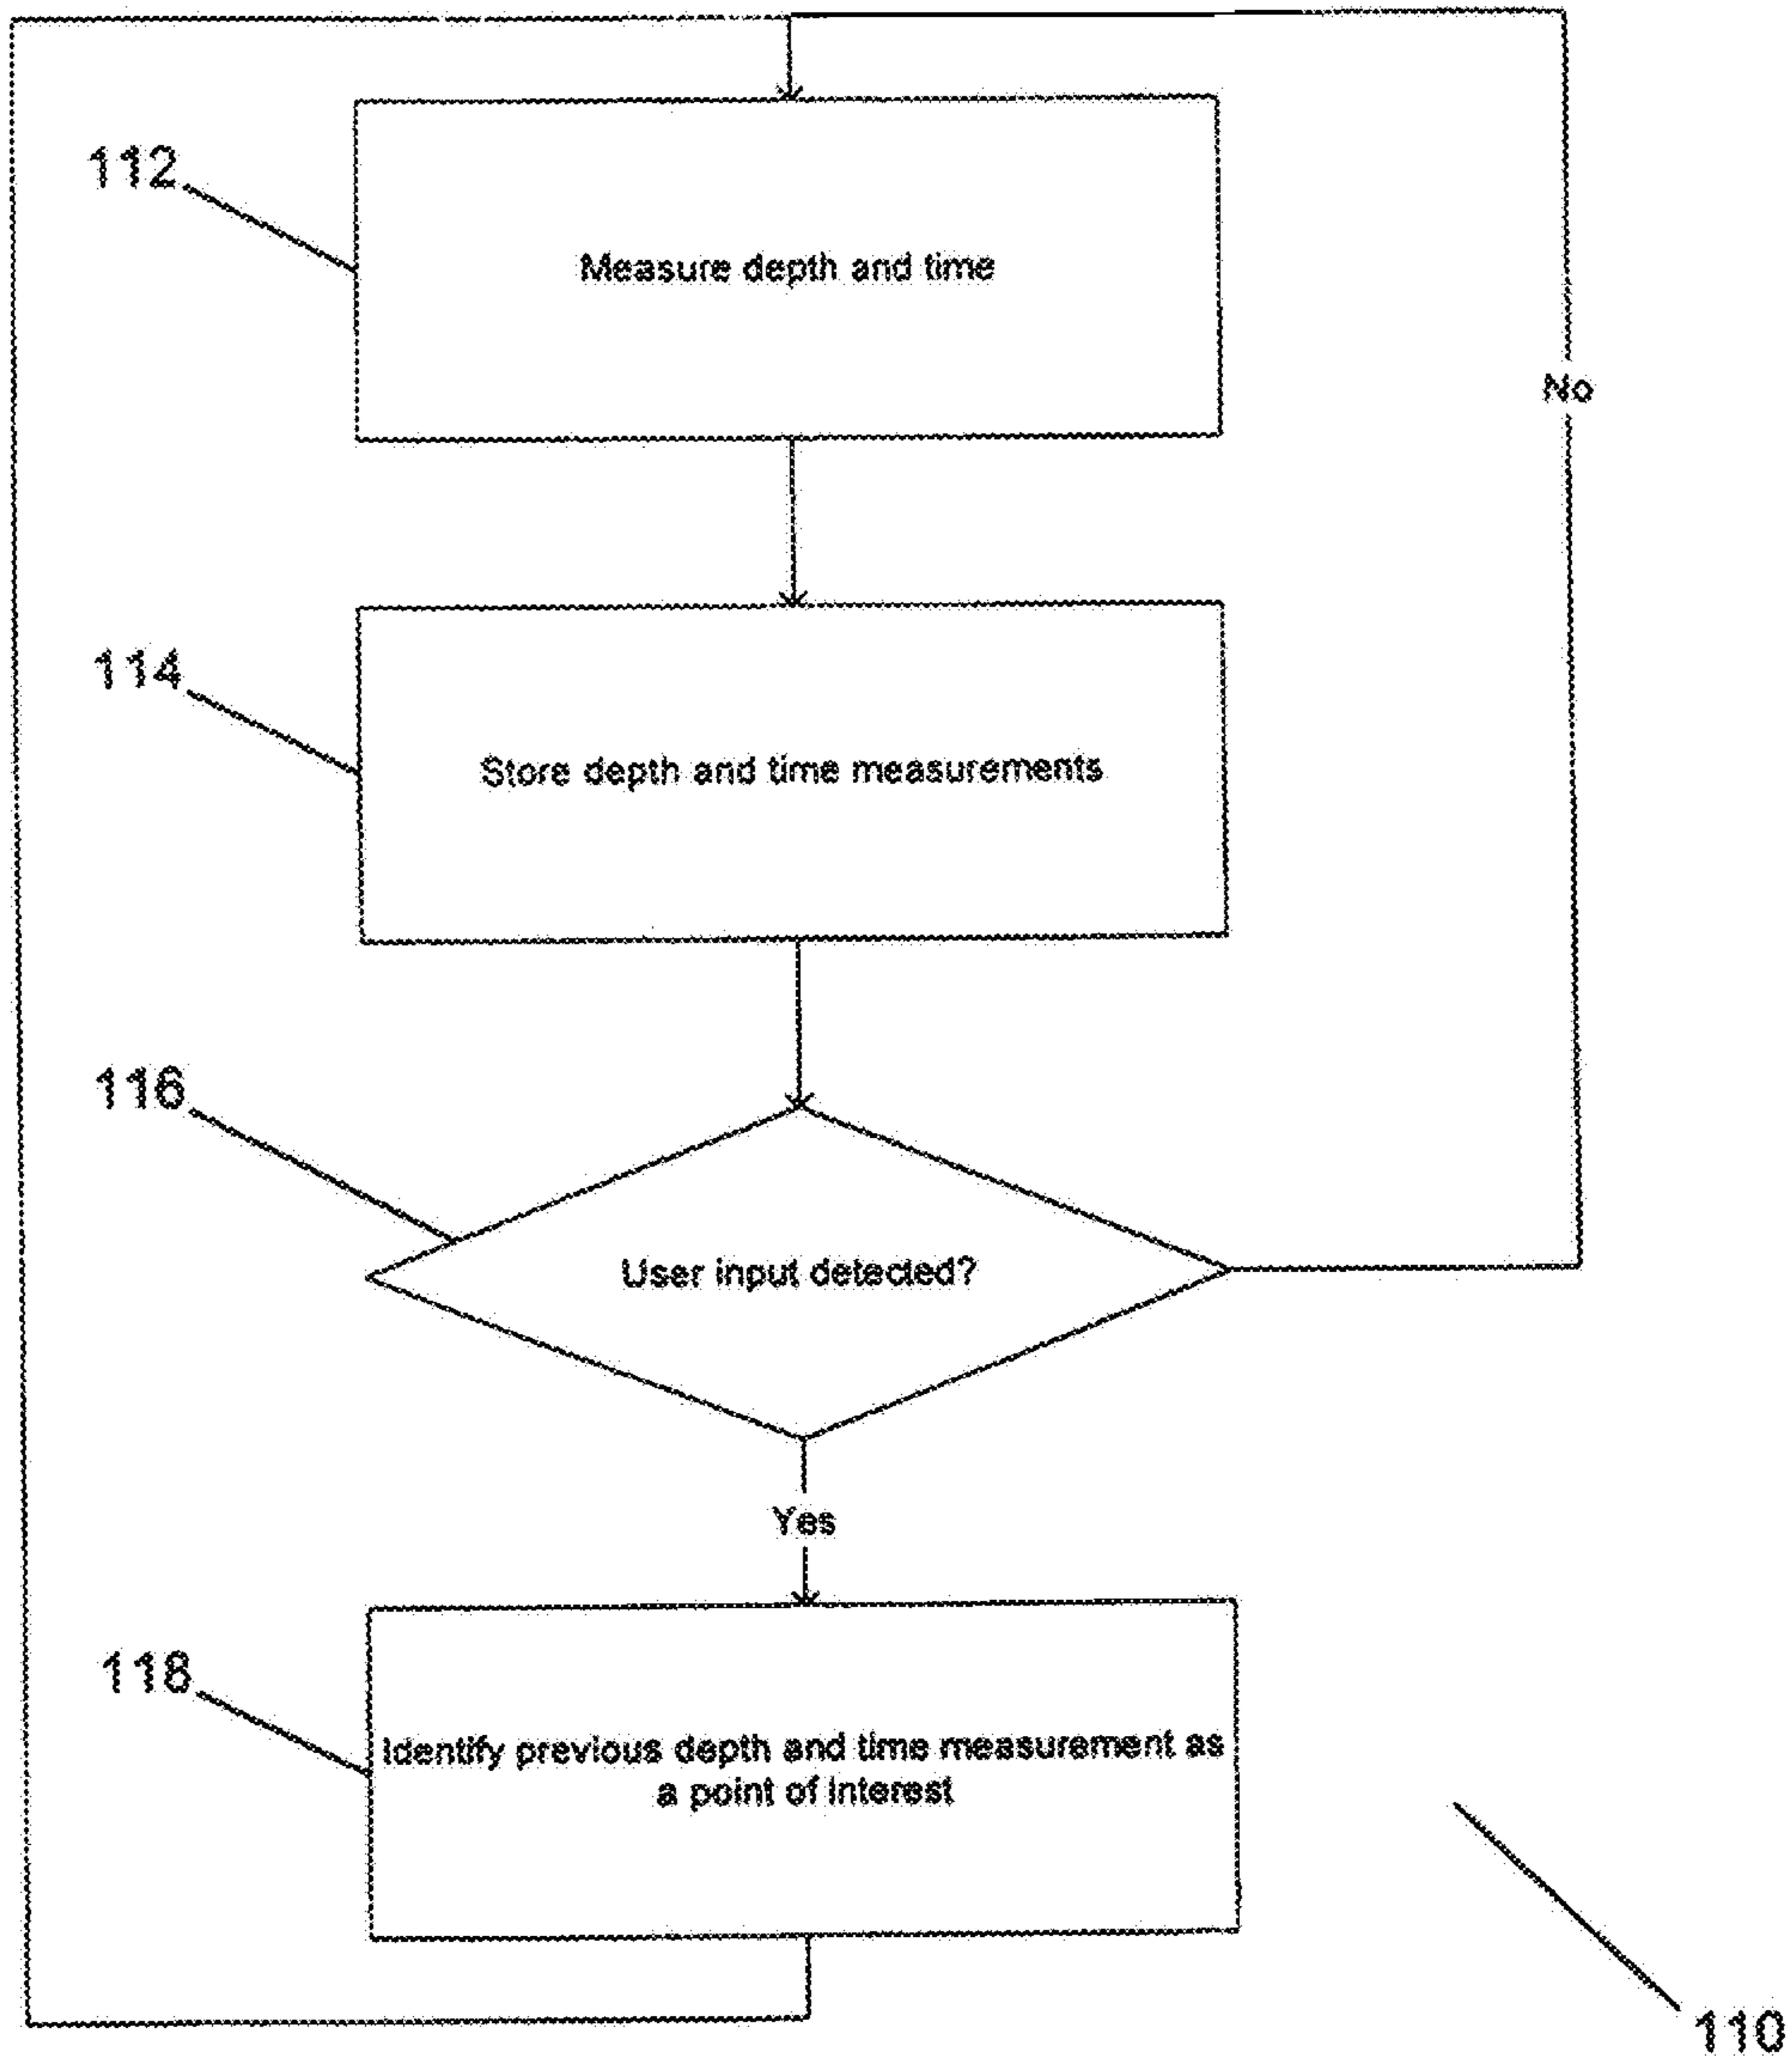 112
Measure depth and time
No
114
Store depth and time measurements
116
User input detected?
Yes
118
Identify previous depth and time measurement as
a point of interest
110